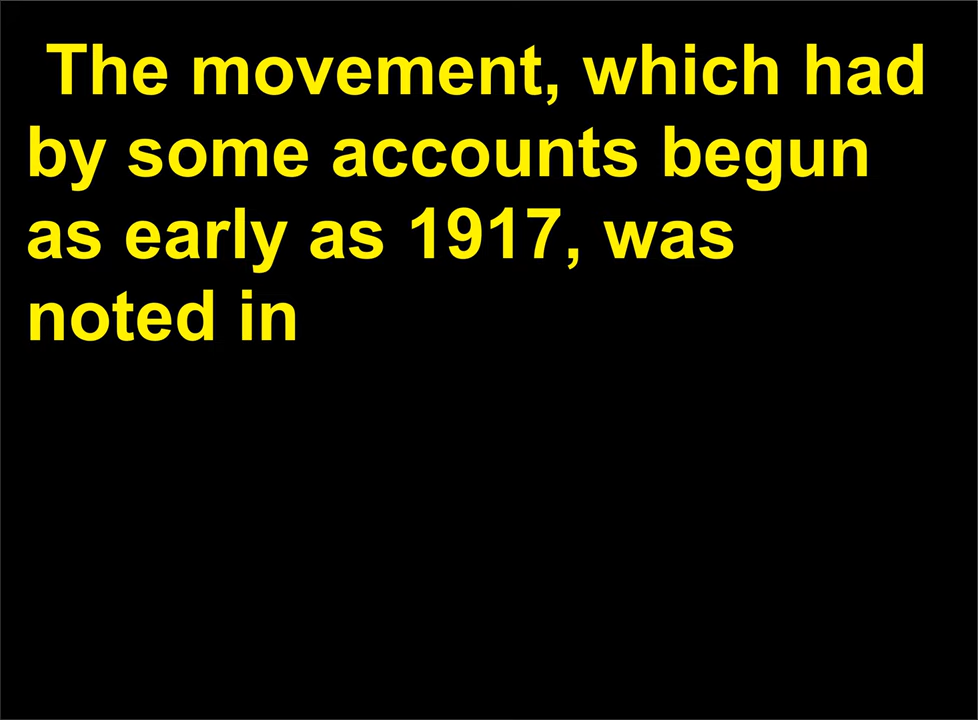 The movement, which had
by some accounts begun
as early as 1917, was
noted in